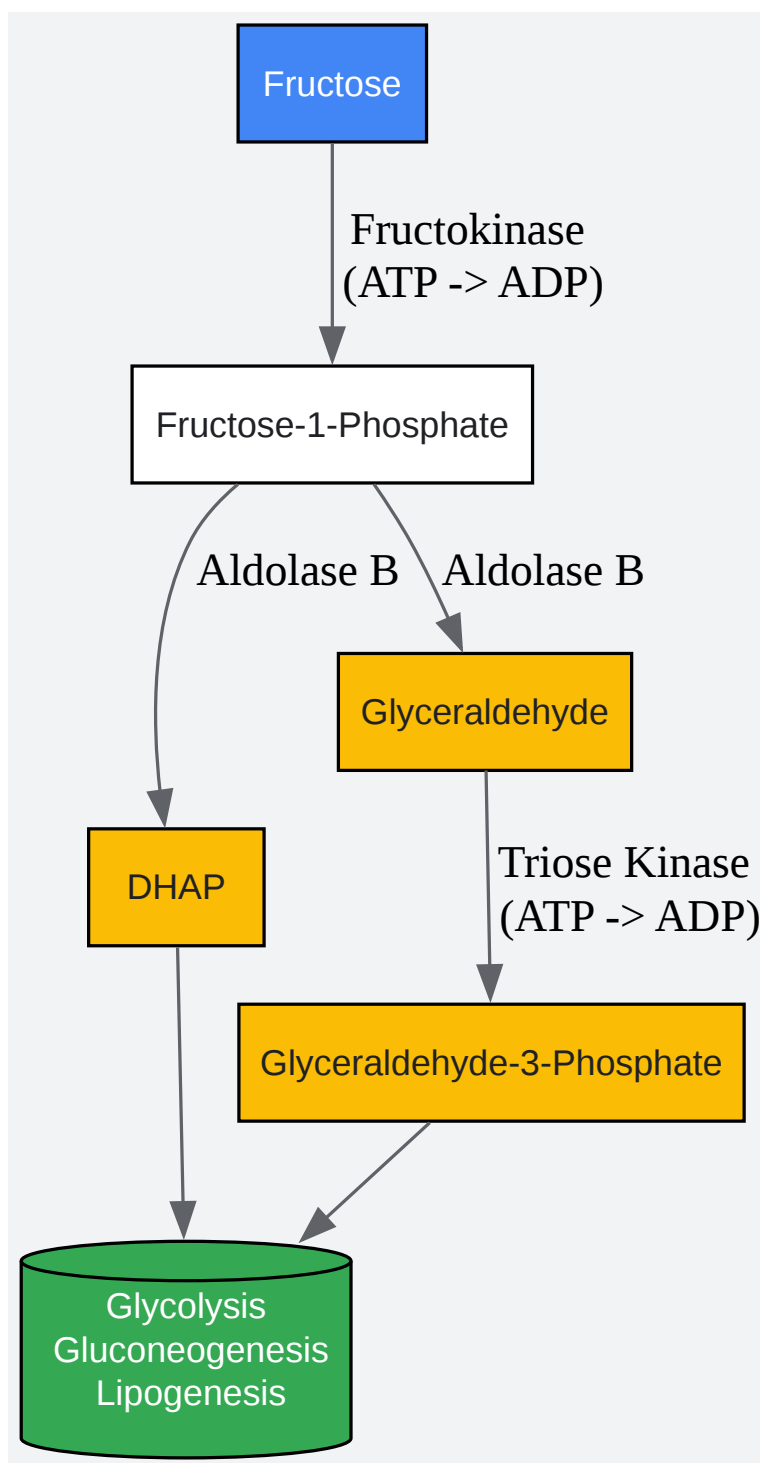 Fructose
Fructokinase
(ATP -> ADP)
Fructose-1-Phosphate
Aldolase B
Aldolase B
Glyceraldehyde
Triose Kinase
(ATP -> ADP)
DHAP
Glyceraldehyde-3-Phosphate
Glycolysis
Gluconeogenesis
Lipogenesis